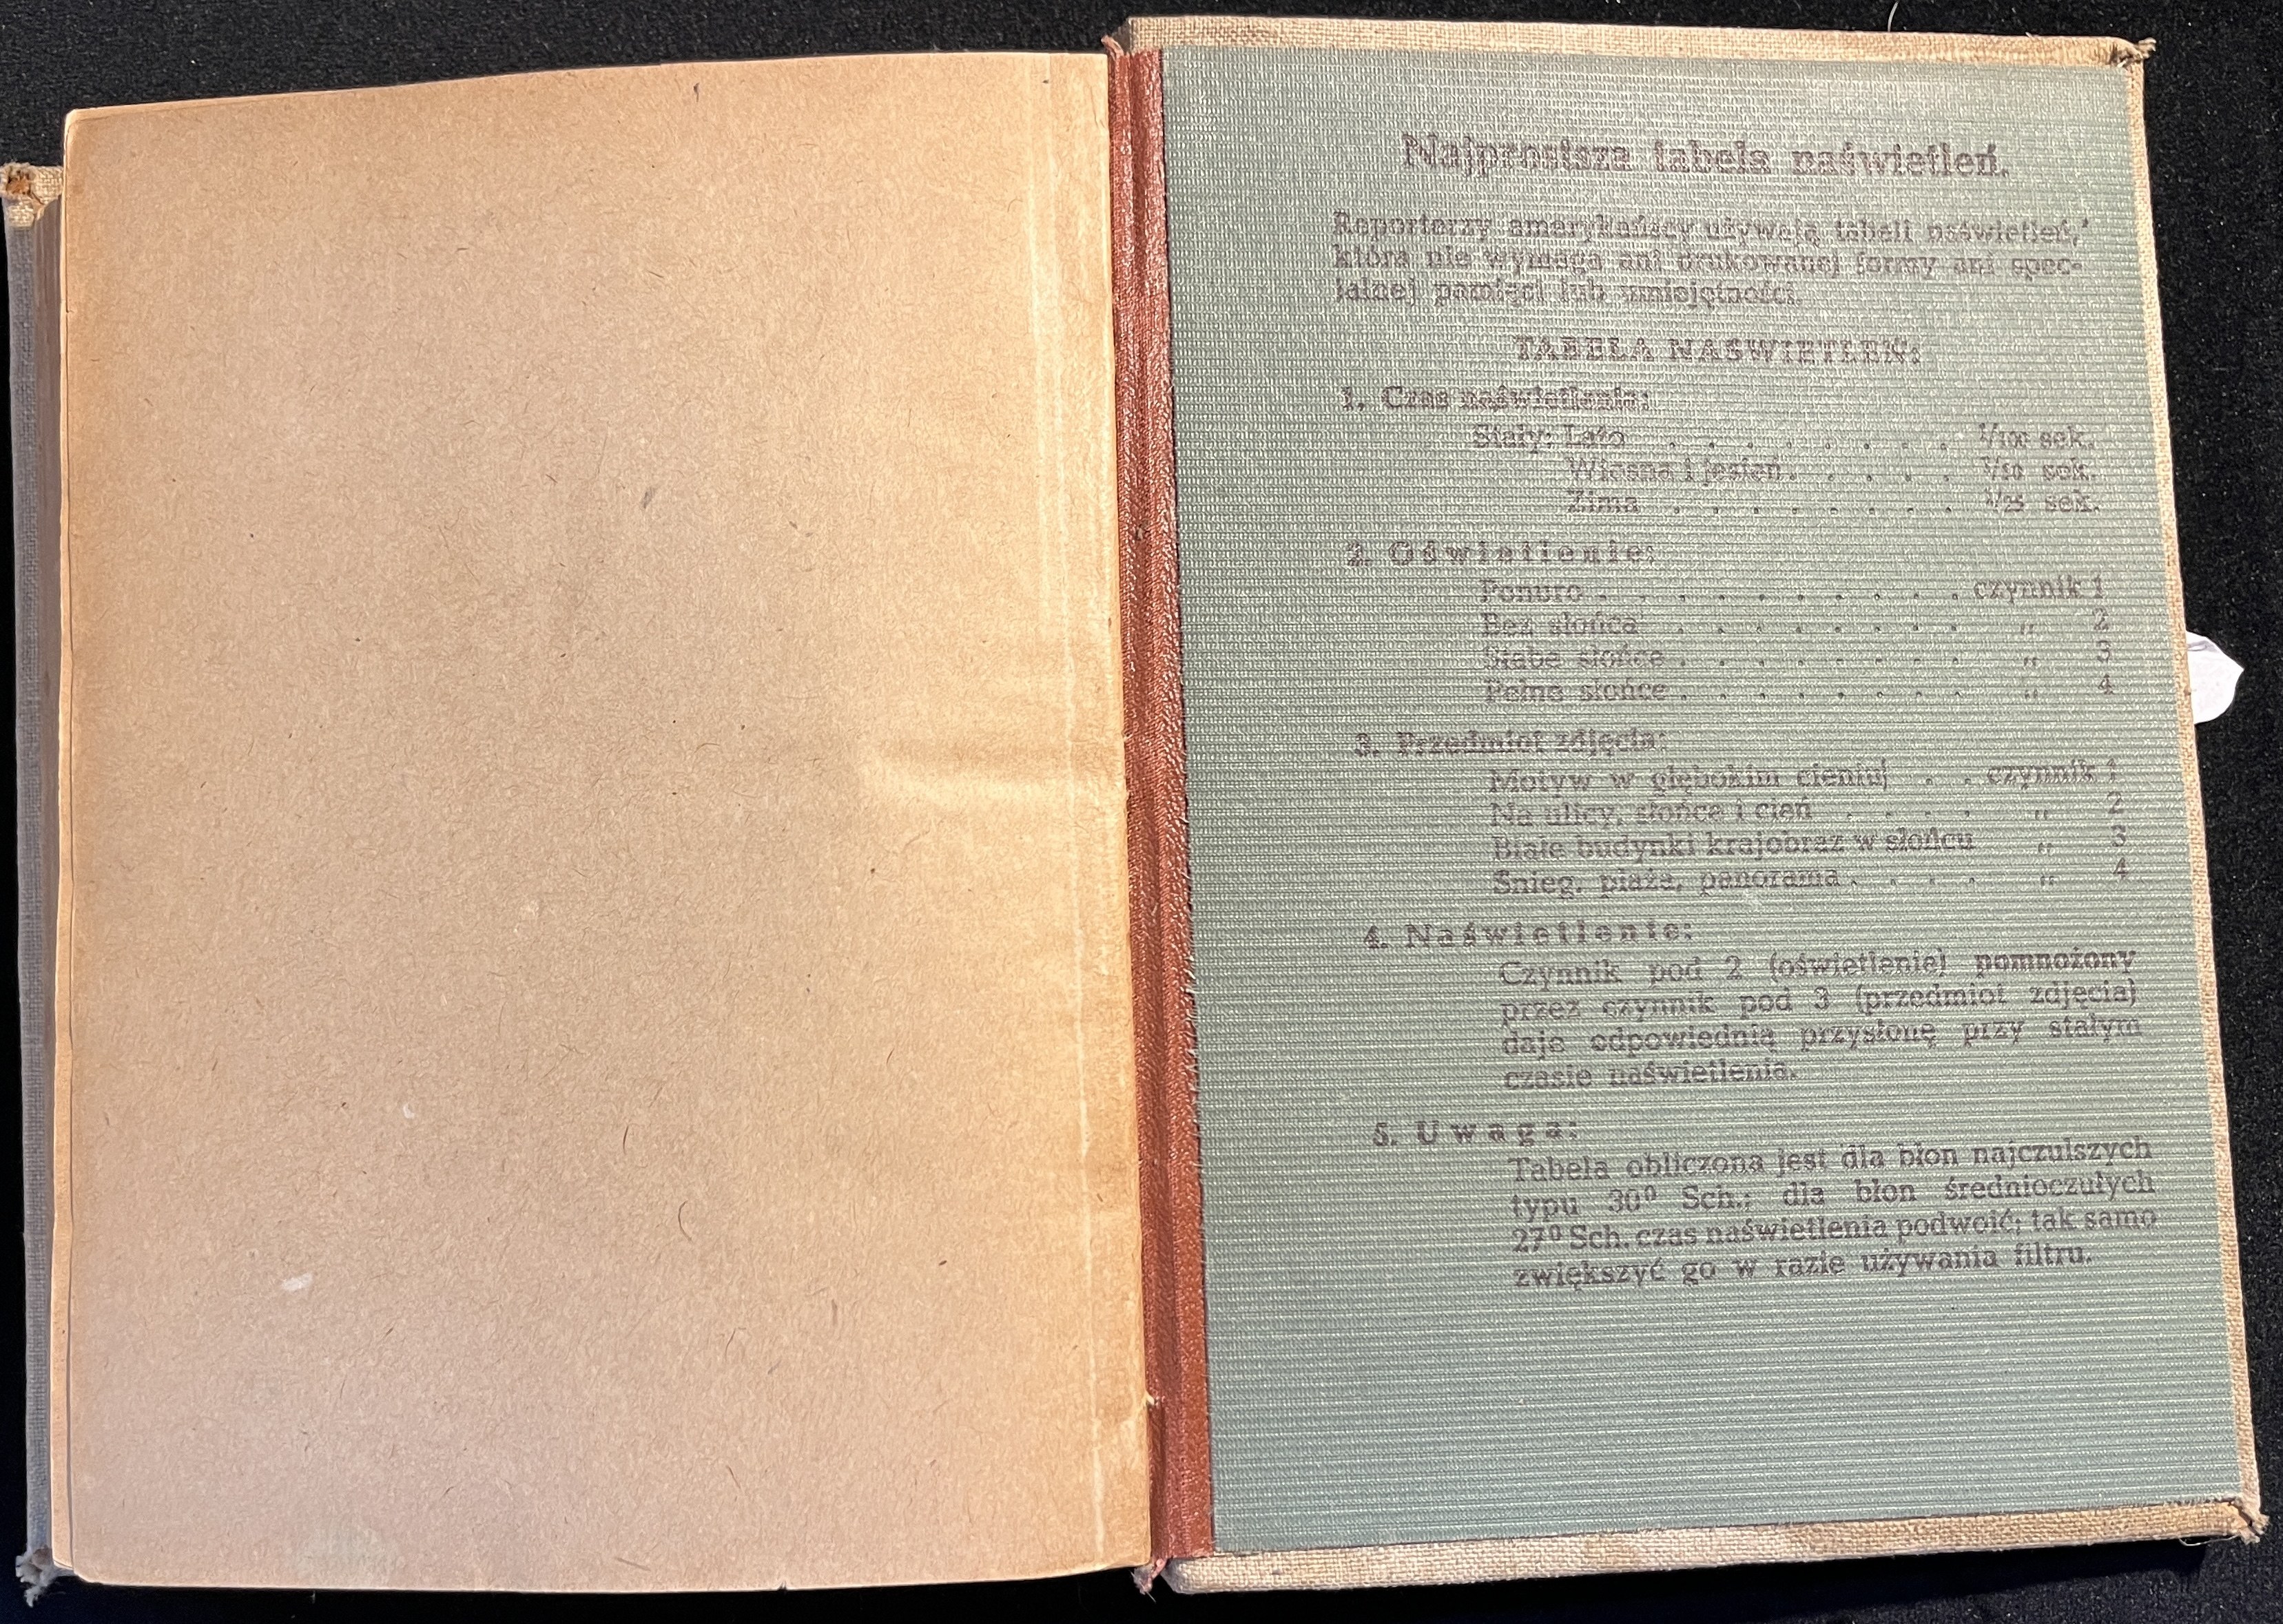 Najprostsza tabela naświetleń.
Reporterzy amerykańscy używają tabeli naświetleń,
która nie wymaga ani drukowanej formy ani spec-
jalnej pamięci lub umiejętności.
TABELA NAŚWIETLEŃ:
1. Czas naświetlenia:
Stały: Lato . . . . . . . . . 1/100 sek.
Wiosna i jesień . . . . . 1/50 sek.
Zima . . . . . . . . . 1/25 sek.
2. Oświetlenie:
Ponuro . . . . . . . . . . czynnik 1
Bez słońca . . . . . . . . „ 2
Słabe słońce . . . . . . . . „ 3
Pełne słońce . . . . . . . . „ 4
3. Przedmiot zdjęcia:
Motyw w głębokim cieniu . . czynnik 1
Na ulicy, słońce i cień . . . . „ 2
Białe budynki krajobraz w słońcu „ 3
Śnieg, plaże, panorama . . . . „ 4
4. Naświetlenie:
Czynnik pod 2 (oświetlenie) pomnożony
przez czynnik pod 3 (przedmiot zdjęcia)
daje odpowiednią przysłonę przy stałym
czasie naświetlenia.
5. Uwaga:
Tabela obliczona jest dla błon najczulszych
typu 30⁰ Sch.; dla błon średnioczułych
27⁰ Sch. czas naświetlenia podwoić; tak samo
zwiększyć go w razie używania filtru.